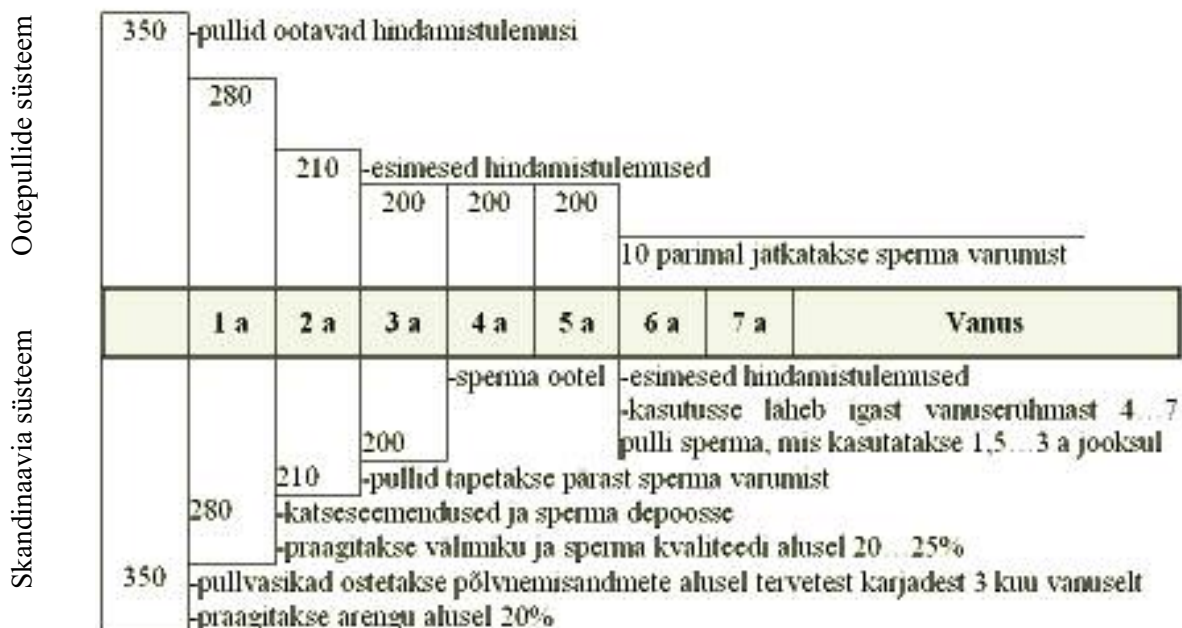 Ootepullide süsteem
350 -pullid ootavad hindamistulemusi
280
210 -esimesed hindamistulemused
200 200 200
10 parimal jätkatakse sperma varumist
1 a 2 a 3 a 4 a 5 a 6 a 7 a Vanus
Skandinaavia süsteem
-sperma ootel -esimesed hindamistulemused
-kasutusse läheb igast vanuserühmast 4...7
200 pulli sperma, mis kasutatakse 1,5...3 a jooksul
210 -pullid tapetakse pärast sperma varumist
280 -katseseemendused ja sperma depoosse
-praagitakse välimiku ja sperma kvaliteedi alusel 20...25%
350 -pullvasikad ostetakse põlvnemisandmete alusel tervetest karjadest 3 kuu vanuselt
-praagitakse arengu alusel 20%